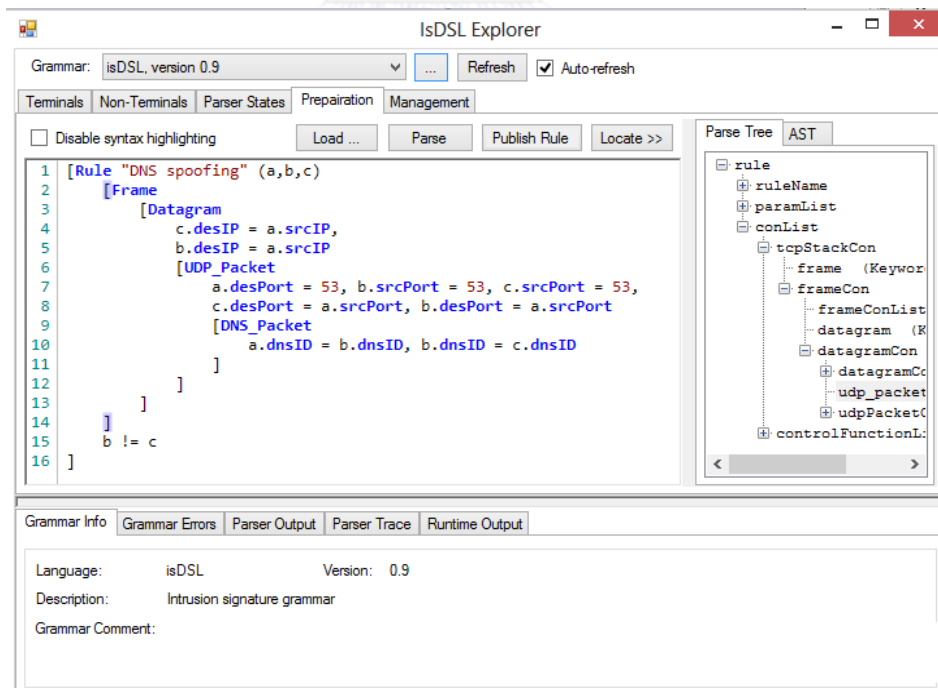 IsDSL Explorer
Grammar: isDSL, version 0.9 ... Refresh Auto-refresh
Terminals Non-Terminals Parser States Prepairation Management
Disable syntax highlighting Load ... Parse Publish Rule Locate >>
1 [Rule "DNS spoofing" (a,b,c)
2 [Frame
3 [Datagram
4 c.desIP = a.srcIP,
5 b.desIP = a.srcIP
6 [UDP_Packet
7 a.desPort = 53, b.srcPort = 53, c.srcPort = 53,
8 c.desPort = a.srcPort, b.desPort = a.srcPort
9 [DNS_Packet
10 a.dnsID = b.dnsID, b.dnsID = c.dnsID
11 ]
12 ]
13 ]
14 ]
15 b != c
16 ]
Parse Tree AST
rule
ruleName
paramList
conList
tcpStackCon
frame (Keywor
frameCon
frameConList
datagram (K
datagramCon
datagramCo
udp_packet
udpPacketC
controlFunctionL:
Grammar Info Grammar Errors Parser Output Parser Trace Runtime Output
Language: isDSL Version: 0.9
Description: Intrusion signature grammar
Grammar Comment: